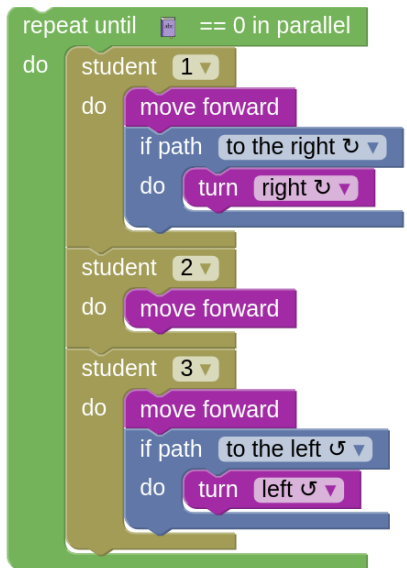 repeat until == 0 in parallel
do student 1 ▾
do move forward
if path to the right ↻ ▾
do turn right ↻ ▾
student 2 ▾
do move forward
student 3 ▾
do move forward
if path to the left ↺ ▾
do turn left ↺ ▾